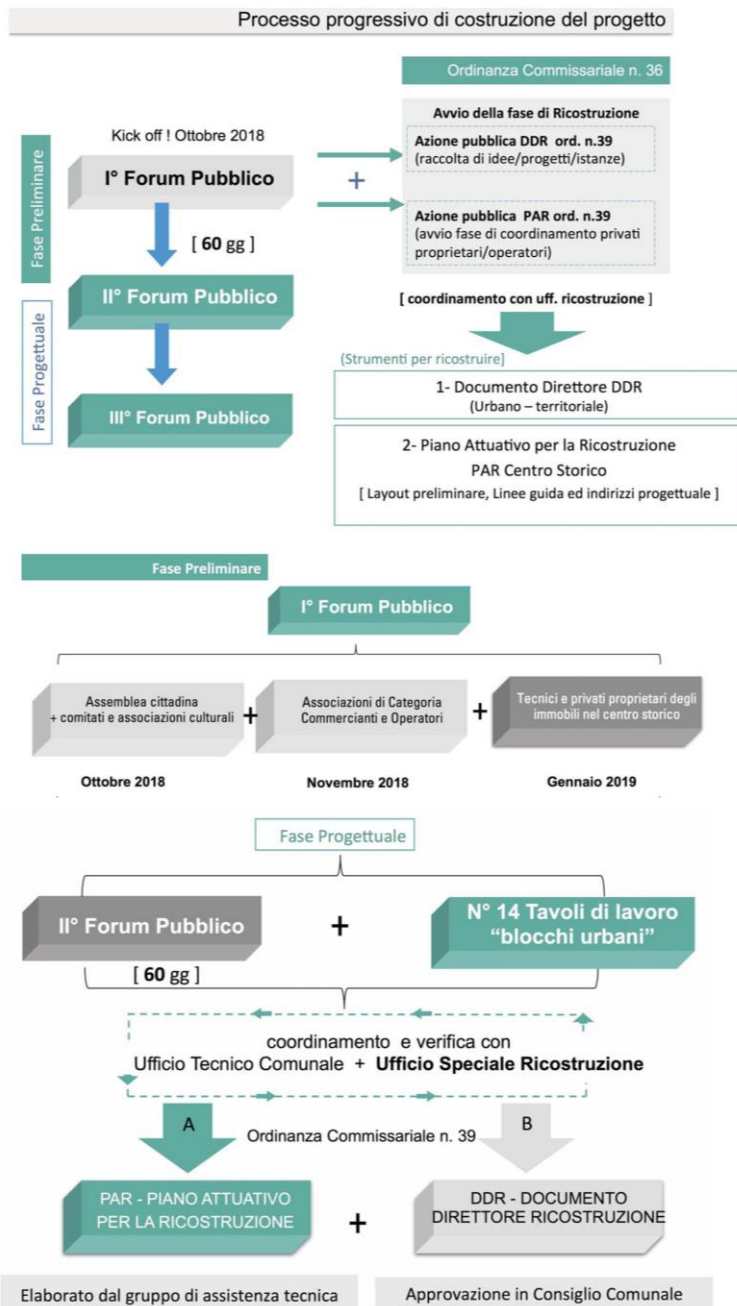 Processo progressivo di costruzione del progetto
Ordinanza Commissariale n. 36
Avvio della fase di Ricostruzione
Azione pubblica DDR ord. n.39
(raccolta di idee/progetti/istanze)
Azione pubblica PAR ord. n.39
(avvio fase di coordinamento privati
proprietari/operatori)
[ coordinamento con uff. ricostruzione ]
Fase Preliminare
Kick off ! Ottobre 2018
I° Forum Pubblico
+
[ 60 gg ]
II° Forum Pubblico
Fase Progettuale
III° Forum Pubblico
(Strumenti per ricostruire]
1- Documento Direttore DDR
(Urbano – territoriale)
2- Piano Attuativo per la Ricostruzione
PAR Centro Storico
[ Layout preliminare, Linee guida ed indirizzi progettuale ]
Fase Preliminare
I° Forum Pubblico
Assemblea cittadina
+ comitati e associazioni culturali
+
Associazioni di Categoria
Commercianti e Operatori
+
Tecnici e privati proprietari degli
immobili nel centro storico
Ottobre 2018
Novembre 2018
Gennaio 2019
Fase Progettuale
II° Forum Pubblico
+
N° 14 Tavoli di lavoro
“blocchi urbani”
[ 60 gg ]
coordinamento e verifica con
Ufficio Tecnico Comunale + Ufficio Speciale Ricostruzione
A
Ordinanza Commissariale n. 39
B
PAR - PIANO ATTUATIVO
PER LA RICOSTRUZIONE
+
DDR - DOCUMENTO
DIRETTORE RICOSTRUZIONE
Elaborato dal gruppo di assistenza tecnica
Approvazione in Consiglio Comunale